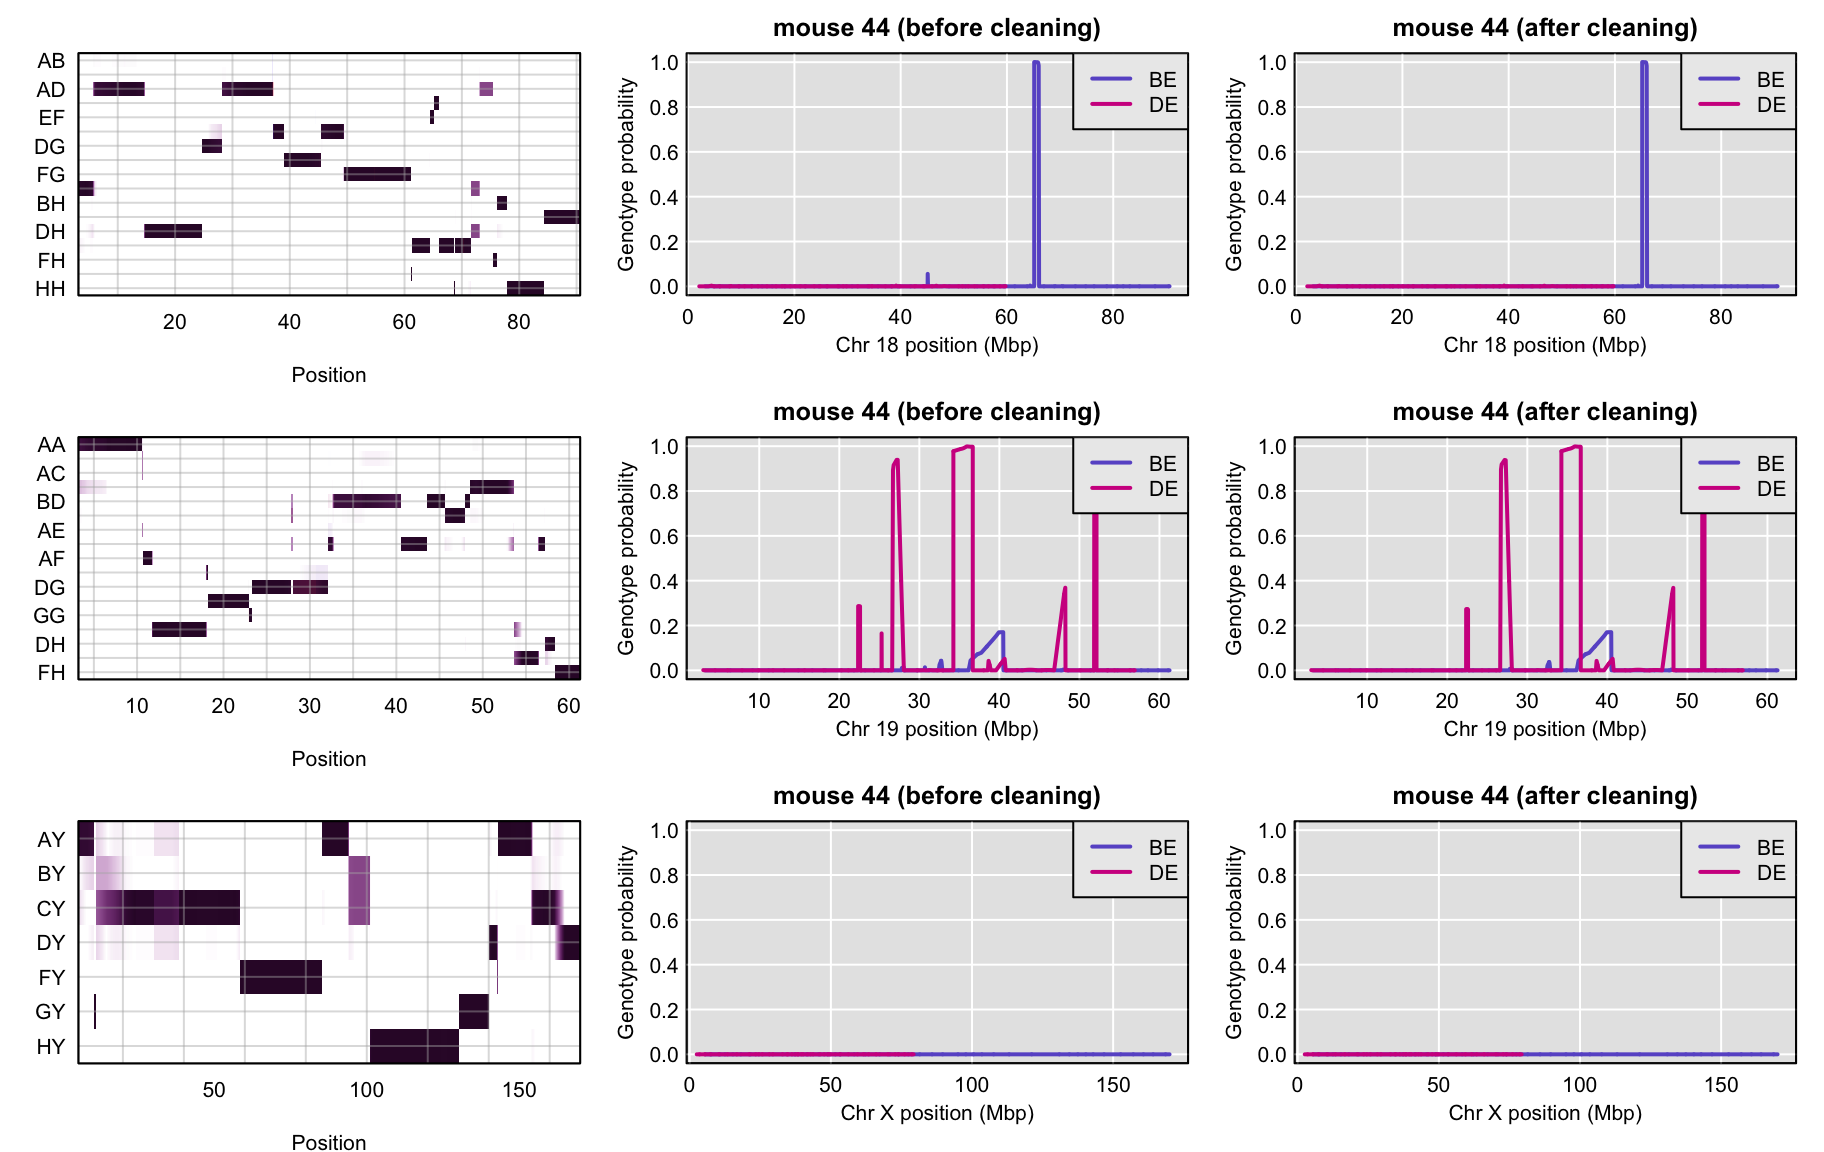 AB
AD
EF
DG
FG
BH
DH
FH
HH
20 40 60 80
Position
mouse 44 (before cleaning)
Genotype probability
1.0
0.8
0.6
0.4
0.2
0.0
BE
DE
0 20 40 60 80
Chr 18 position (Mbp)
mouse 44 (after cleaning)
Genotype probability
1.0
0.8
0.6
0.4
0.2
0.0
BE
DE
0 20 40 60 80
Chr 18 position (Mbp)
AA
AC
BD
AE
AF
DG
GG
DH
FH
10 20 30 40 50 60
Position
mouse 44 (before cleaning)
Genotype probability
1.0
0.8
0.6
0.4
0.2
0.0
BE
DE
10 20 30 40 50 60
Chr 19 position (Mbp)
mouse 44 (after cleaning)
Genotype probability
1.0
0.8
0.6
0.4
0.2
0.0
BE
DE
10 20 30 40 50 60
Chr 19 position (Mbp)
AY
BY
CY
DY
FY
GY
HY
50 100 150
Position
mouse 44 (before cleaning)
Genotype probability
1.0
0.8
0.6
0.4
0.2
0.0
BE
DE
0 50 100 150
Chr X position (Mbp)
mouse 44 (after cleaning)
Genotype probability
1.0
0.8
0.6
0.4
0.2
0.0
BE
DE
0 50 100 150
Chr X position (Mbp)